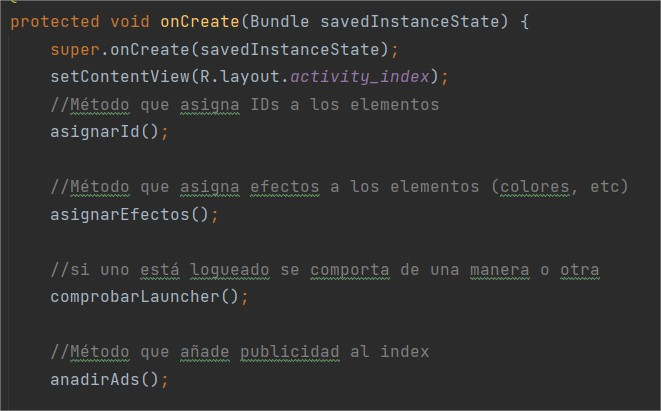 protected void onCreate(Bundle savedInstanceState) {
super.onCreate(savedInstanceState);
setContentView(R.layout.activity_index);
//Método que asigna IDs a los elementos
asignarId();
//Método que asigna efectos a los elementos (colores, etc)
asignarEfectos();
//si uno está logueado se comporta de una manera o otra
comprobarLauncher();
//Método que añade publicidad al index
anadirAds();